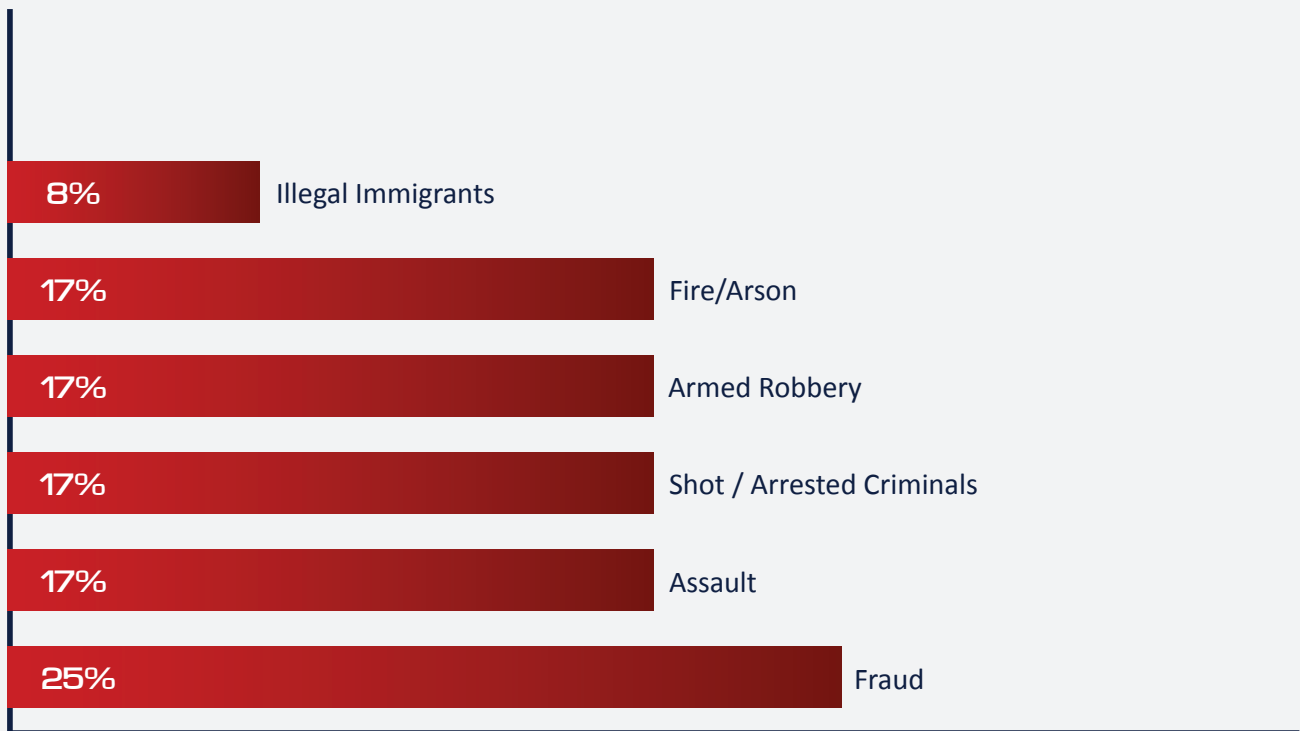 8% Illegal Immigrants
17% Fire/Arson
17% Armed Robbery
17% Shot / Arrested Criminals
17% Assault
25% Fraud